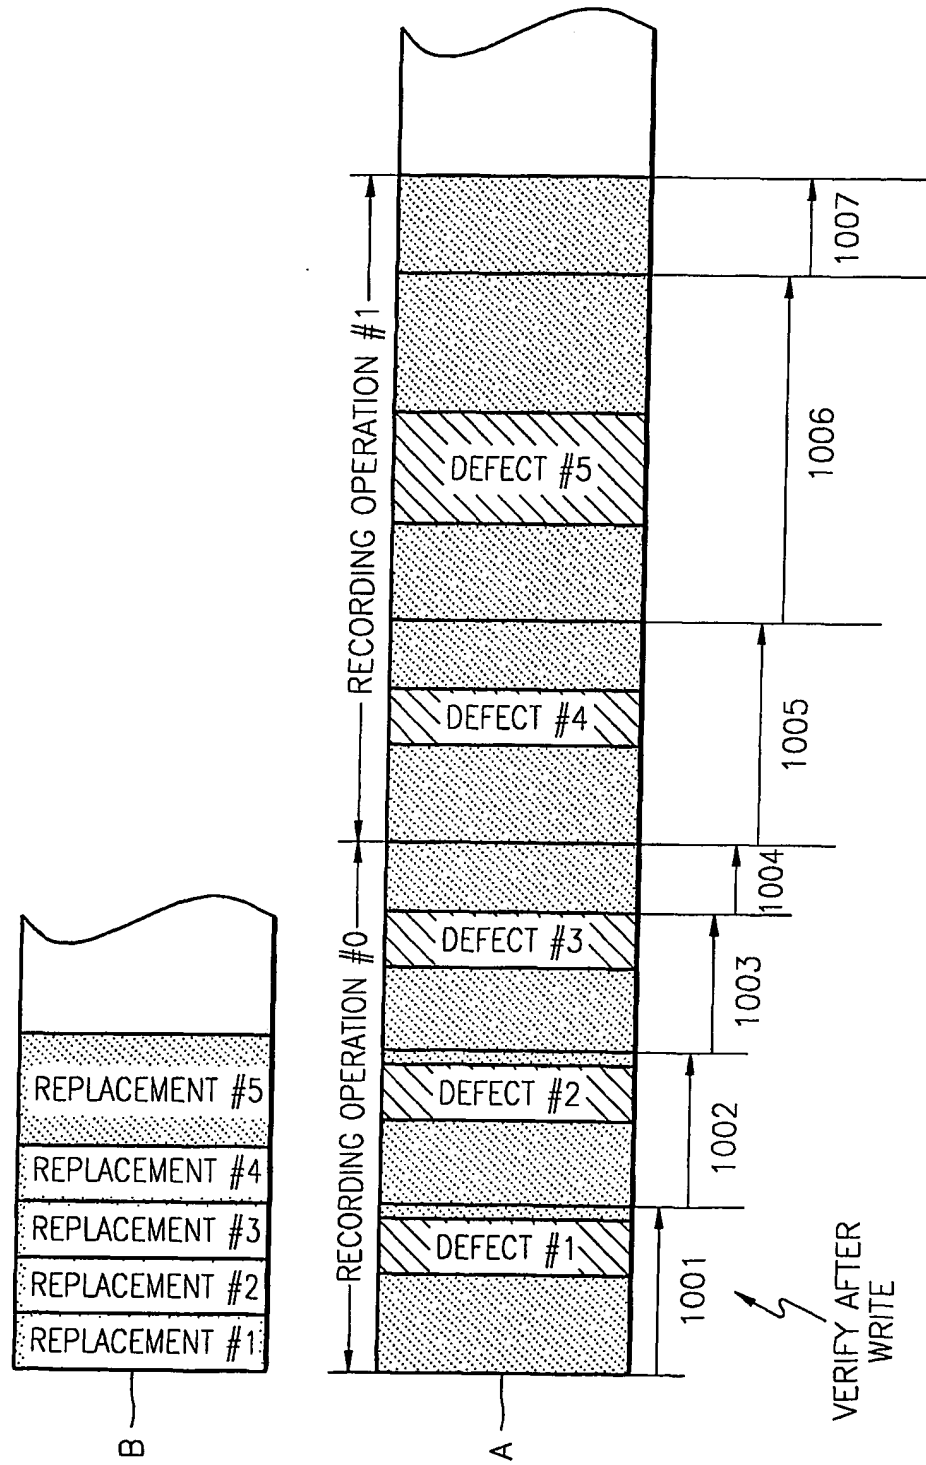 B
REPLACEMENT #1
REPLACEMENT #2
REPLACEMENT #3
REPLACEMENT #4
REPLACEMENT #5
RECORDING OPERATION #0
RECORDING OPERATION #1
A
DEFECT #1
DEFECT #2
DEFECT #3
DEFECT #4
DEFECT #5
1001
1002
1003
1004
1005
1006
1007
VERIFY AFTER
WRITE